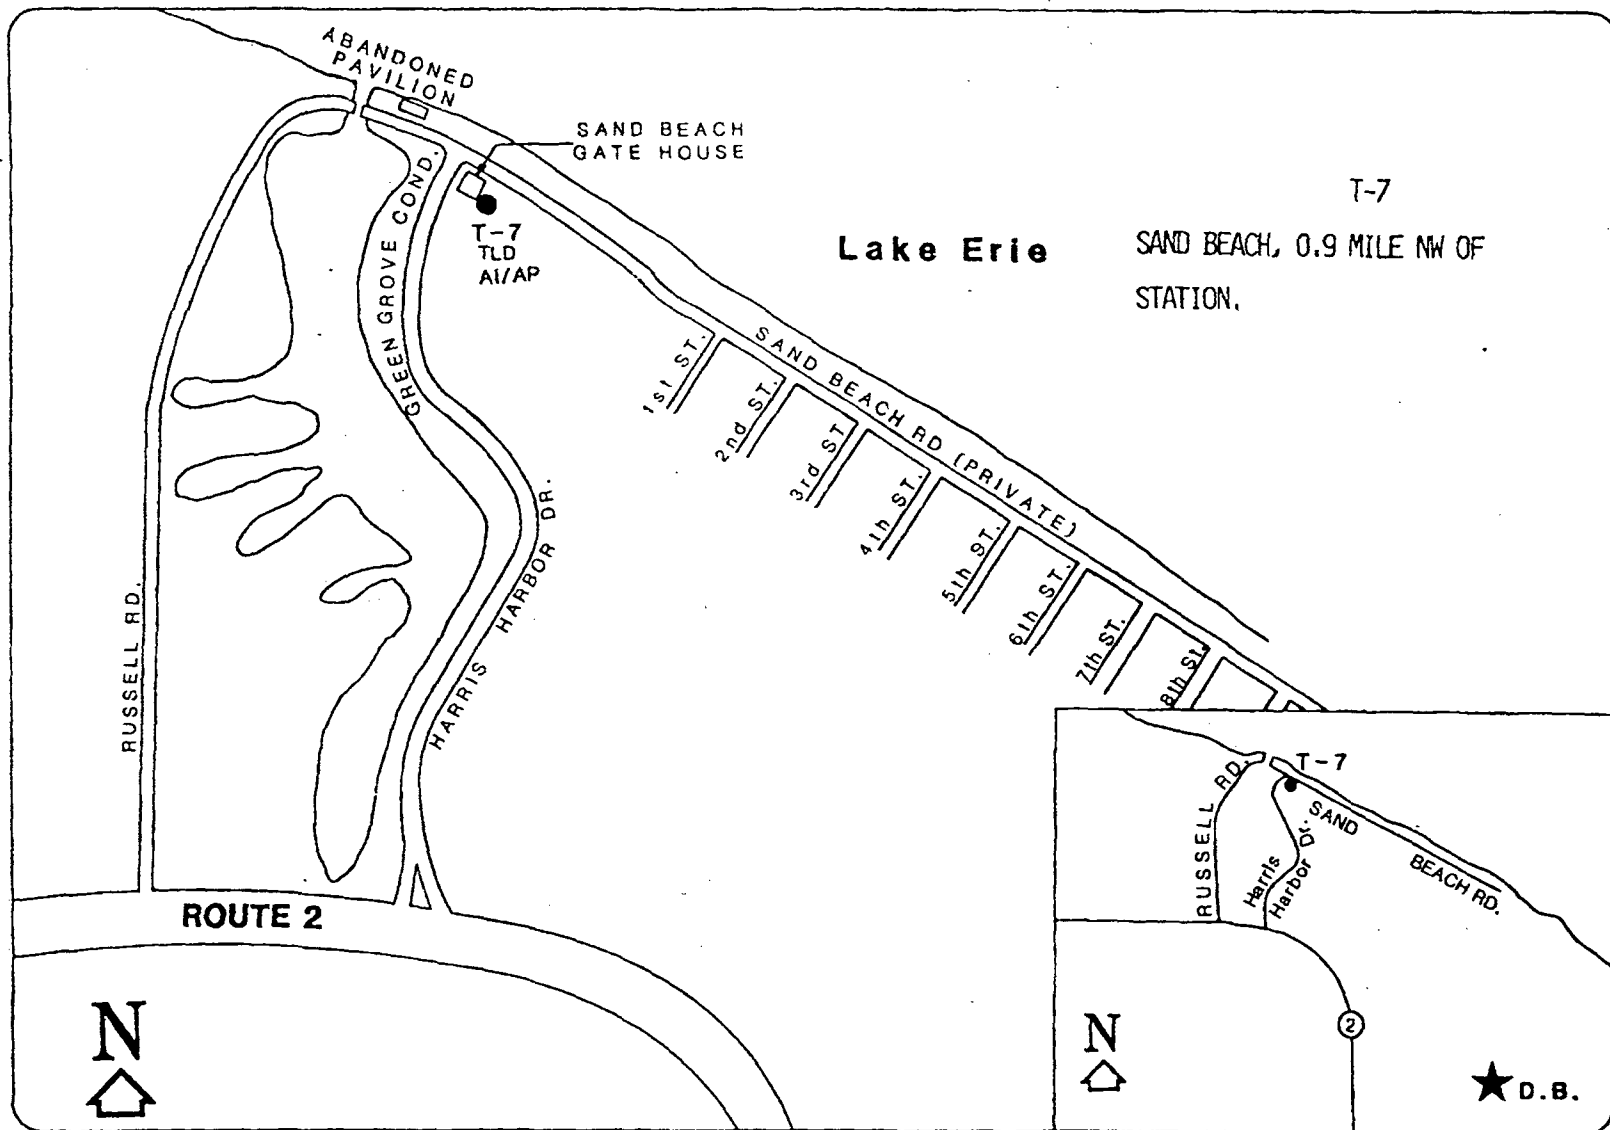 ABANDONED
PAVILION
SAND BEACH
GATE HOUSE
T-7
SAND BEACH, 0.9 MILE NW OF
STATION.
Lake Erie
T-7
TLD
AI/AP
GREEN GROVE COND.
SAND BEACH RD (PRIVATE)
1st ST.
2nd ST.
3rd ST
4th ST.
5th 9T.
6th ST.
7th ST.
8th St.
HARRIS HARBOR DR.
RUSSELL RD.
ROUTE 2
N
T-7
RUSSELL RD.
SAND BEACH RD.
Harris
Harbor Dr.
2
N
D.B.